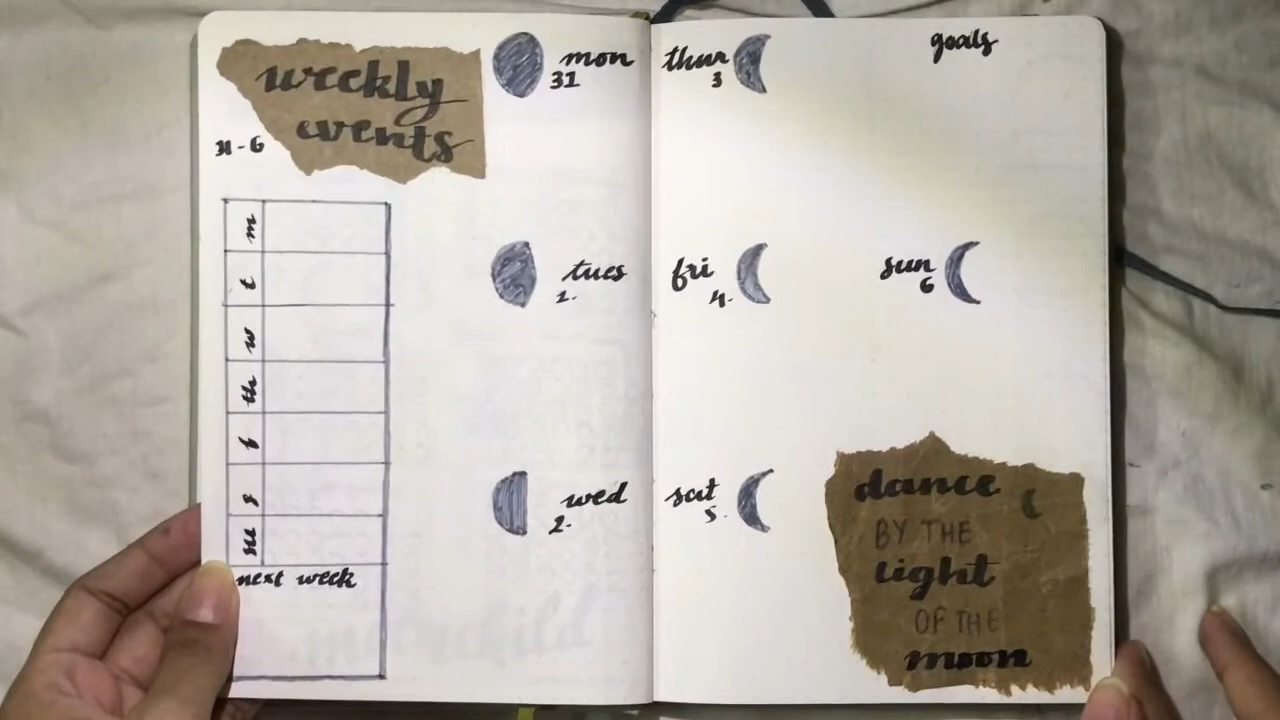 weekly
events
31-6
m
t
w
th
f
s
su
next week
mon
31
tues
1.
wed
2.
thur
3
fri
4.
sat
5.
goals
sun
6
dance
BY THE
light
OF THE
moon